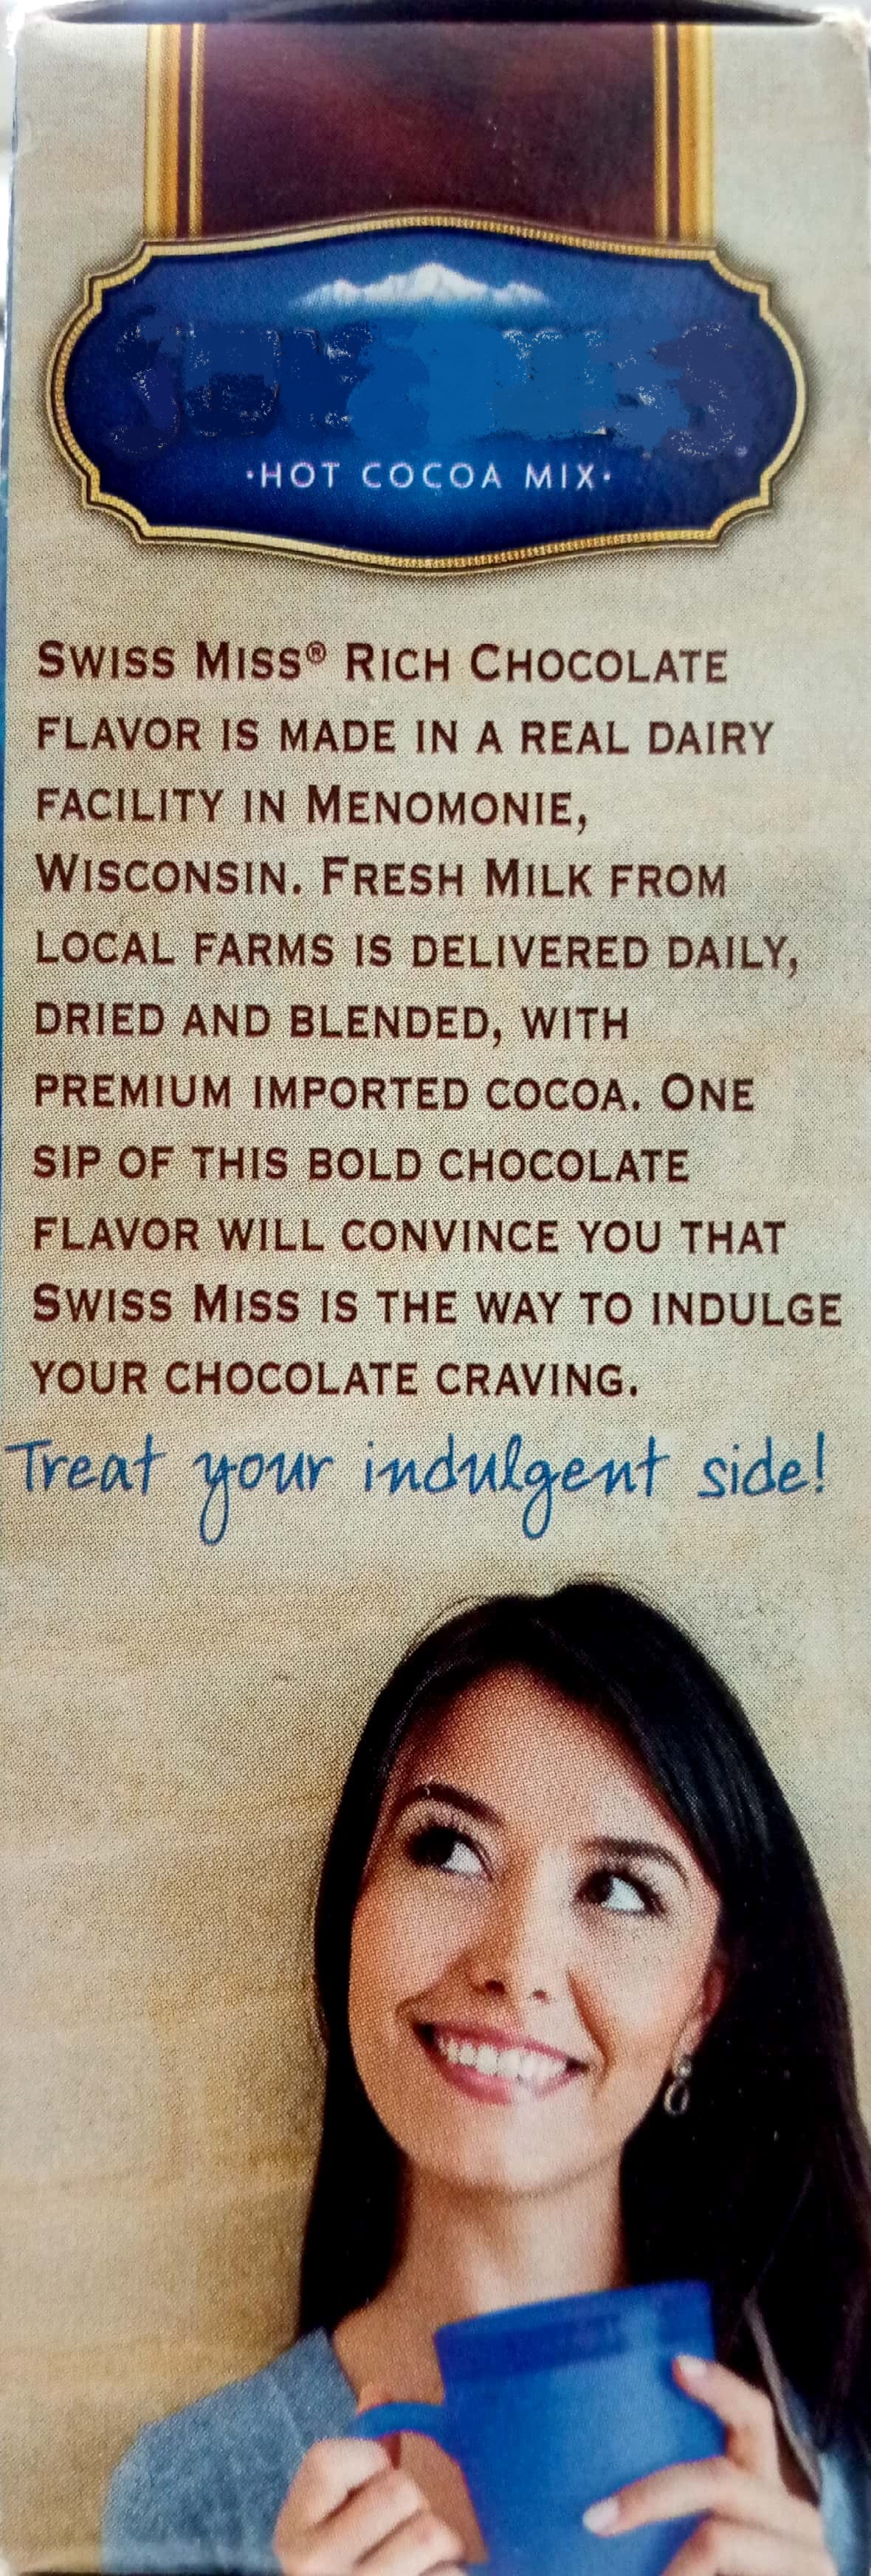 ·HOT COCOA MIX·
SWISS MISS® RICH CHOCOLATE
FLAVOR IS MADE IN A REAL DAIRY
FACILITY IN MENOMONIE,
WISCONSIN. FRESH MILK FROM
LOCAL FARMS IS DELIVERED DAILY,
DRIED AND BLENDED, WITH
PREMIUM IMPORTED COCOA. ONE
SIP OF THIS BOLD CHOCOLATE
FLAVOR WILL CONVINCE YOU THAT
SWISS MISS IS THE WAY TO INDULGE
YOUR CHOCOLATE CRAVING.
Treat your indulgent side!